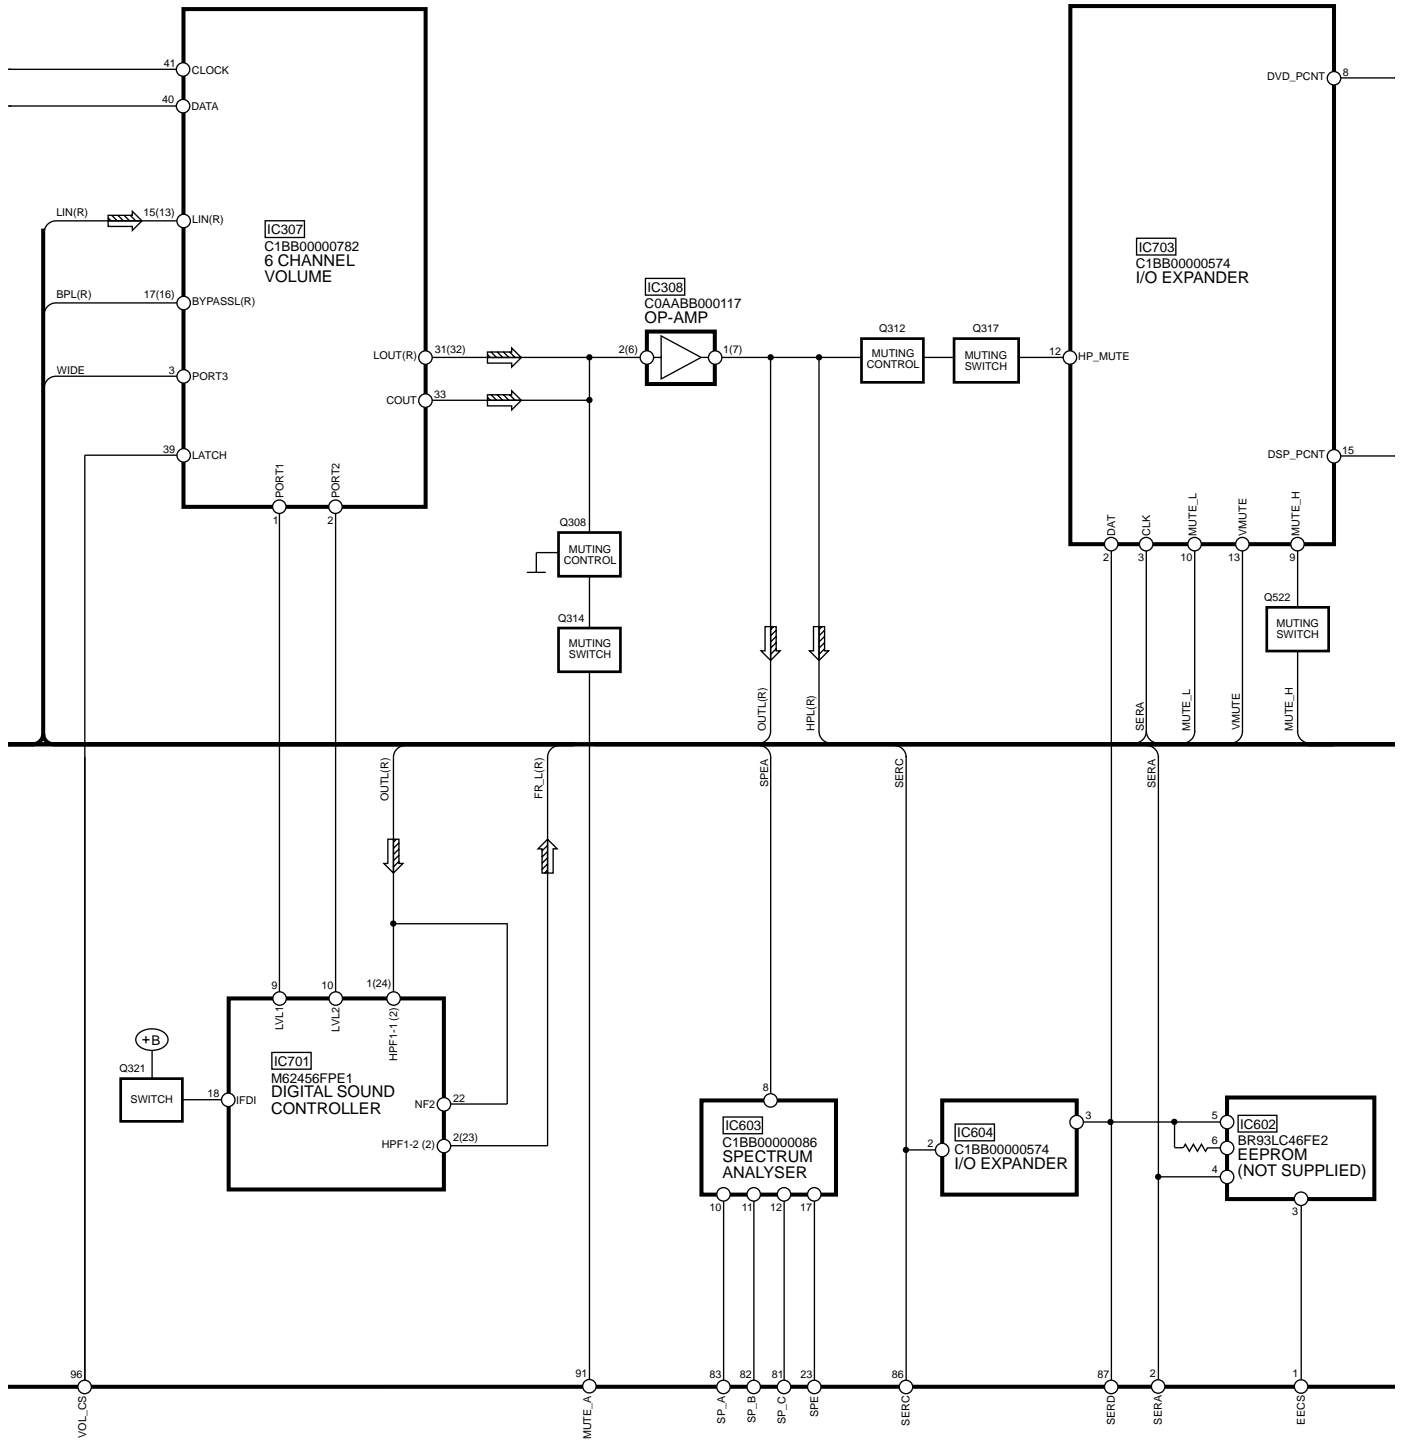 41
CLOCK
40
DATA
LIN(R)
15(13)
LIN(R)
BPL(R)
17(16)
BYPASSL(R)
WIDE
3
PORT3
39
LATCH
IC307
C1BB00000782
6 CHANNEL
VOLUME
LOUT(R)
31(32)
COUT
33
PORT1
1
PORT2
2
IC308
C0AABB000117
OP-AMP
2(6)
1(7)
Q312
MUTING
CONTROL
Q317
MUTING
SWITCH
12
HP_MUTE
IC703
C1BB00000574
I/O EXPANDER
DVD_PCNT
8
DSP_PCNT
15
DAT
2
CLK
3
MUTE_L
10
VMUTE
13
MUTE_H
9
Q308
MUTING
CONTROL
Q314
MUTING
SWITCH
Q522
MUTING
SWITCH
OUTL(R)
HPL(R)
SERA
MUTE_L
VMUTE
MUTE_H
OUTL(R)
FR_L(R)
SPEA
SERC
SERA
9
LVL1
10
LVL2
1(24)
HPF1-1 (2)
+B
Q321
SWITCH
18
IFDI
IC701
M62456FPE1
DIGITAL SOUND
CONTROLLER
NF2
22
HPF1-2 (2)
2(23)
8
IC603
C1BB00000086
SPECTRUM
ANALYSER
10
11
12
17
2
IC604
C1BB00000574
I/O EXPANDER
3
5
6
4
IC602
BR93LC46FE2
EEPROM
(NOT SUPPLIED)
3
96
VOL_CS
91
MUTE_A
83
SP_A
82
SP_B
81
SP_C
23
SPE
86
SERC
87
SERD
2
SERA
1
EECS